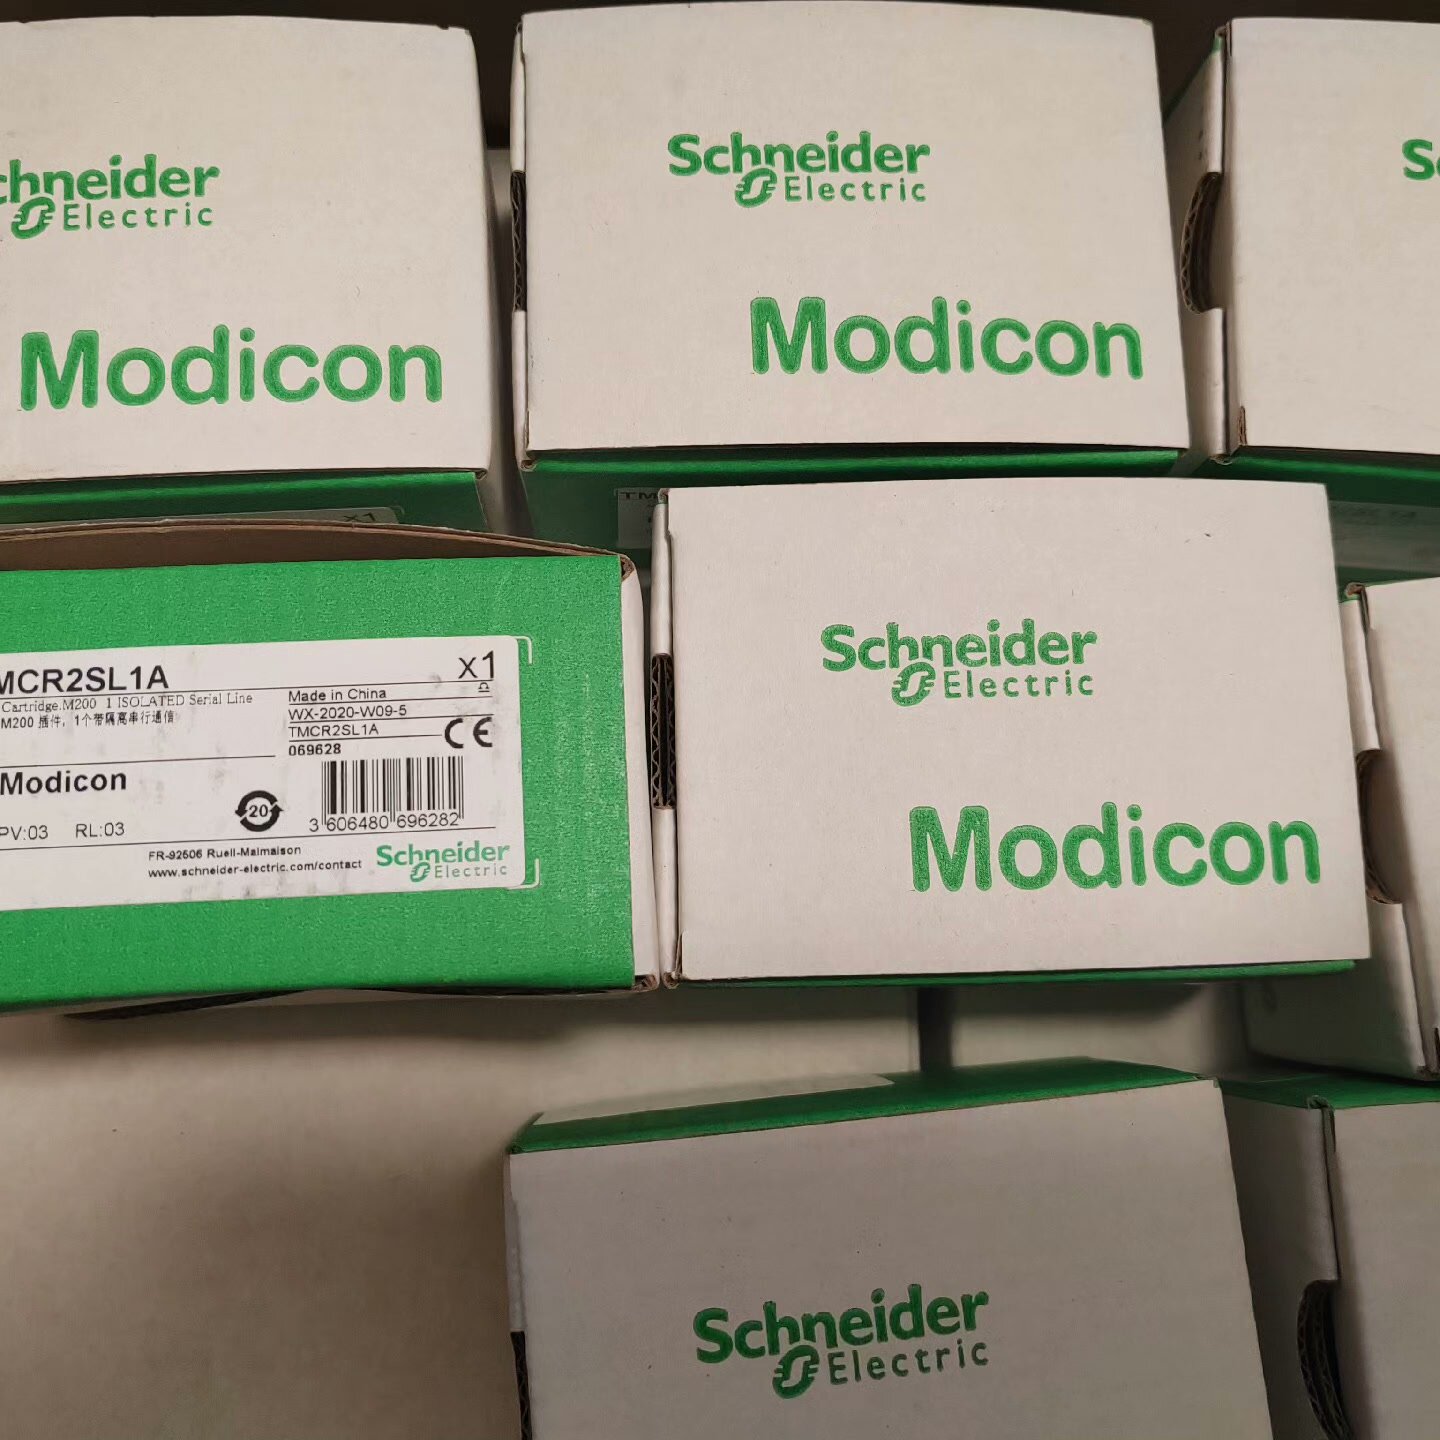 chneider
Electric
Modicon
Schneider
Electric
Modicon
X1
TM
MCR2SL1A
X1
Cartridge.M200 1 ISOLATED Serial Line
M200 插件, 1个带隔离串行通信
Made in China
WX-2020-W09-5
TMCR2SL1A
069628
CE
Modicon
20
PV:03 RL:03
3 606480 696282
FR-92506 Rueil-Malmaison
www.schneider-electric.com/contact
Schneider
Electric
Schneider
Electric
Modicon
Schneider
Electric